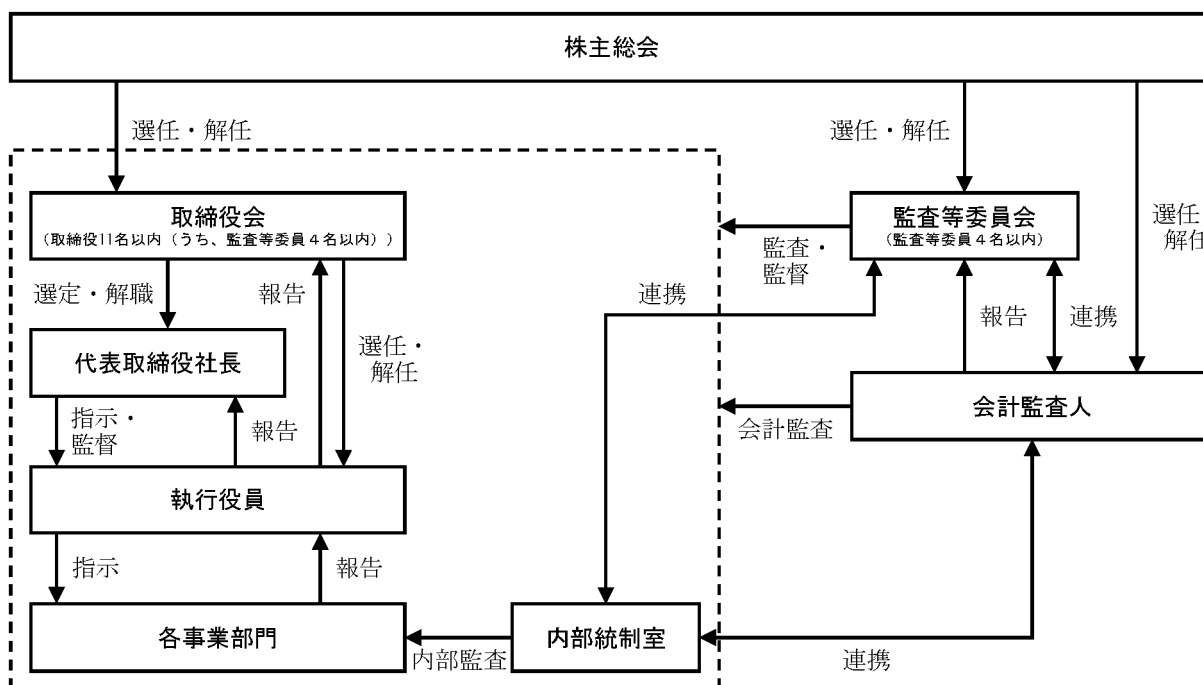 株主総会
選任・解任
選任・解任
選任・
解任
取締役会
(取締役11名以内(うち、監査等委員4名以内))
監査等委員会
(監査等委員4名以内)
監査・
監督
選定・解職
報告
連携
報告
連携
選任・
解任
代表取締役社長
会計監査人
会計監査
指示・
監督
報告
執行役員
指示
報告
各事業部門
内部監査
内部統制室
連携